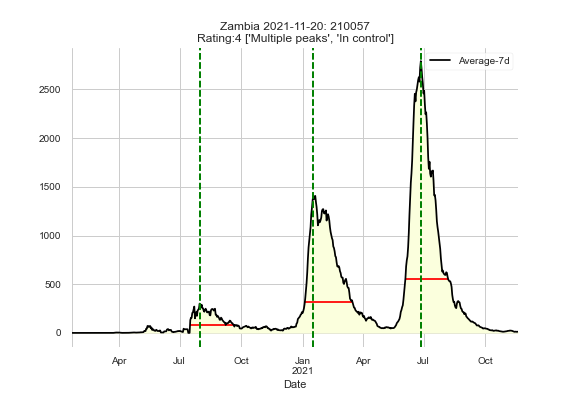 Zambia 2021-11-20: 210057
Rating:4 ['Multiple peaks', 'In control']
Average-7d
2500
2000
1500
1000
500
0
Apr Jul Oct Jan Apr Jul Oct
2021
Date